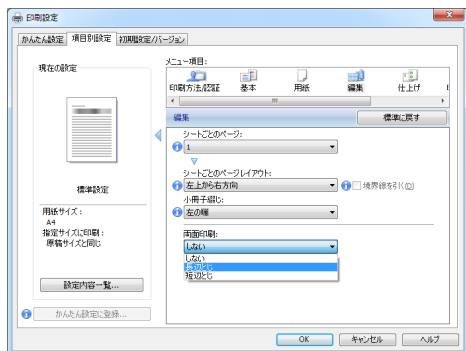 印刷設定
かんたん設定 項目別設定 初期設定/バージョン
現在の設定
メニュー項目:
印刷方法/認証 基本 用紙 編集 仕上げ
編集 標準に戻す
シートごとのページ:
1
シートごとのページレイアウト:
左上から右方向 境界線を引く(D)
小冊子綴じ:
左の端
標準設定
用紙サイズ:
A4
指定サイズに印刷:
原稿サイズと同じ
両面印刷:
しない
しない
長辺とじ
短辺とじ
設定内容一覧...
かんたん設定に登録...
OK キャンセル ヘルプ